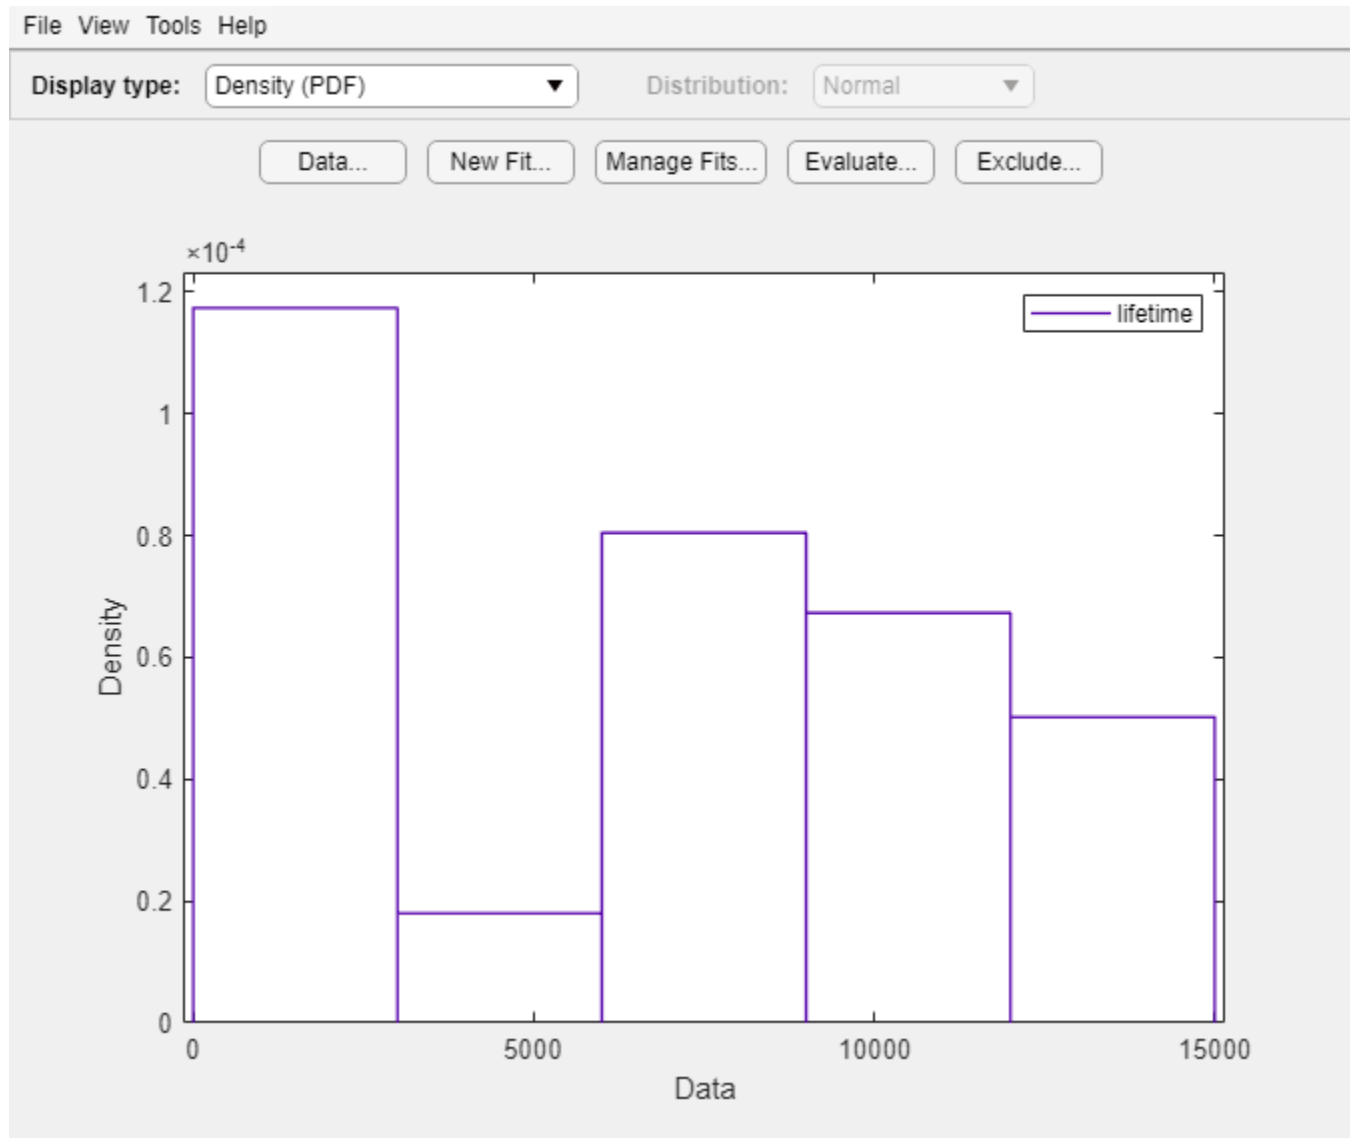 File View Tools Help
Display type: Density (PDF) Distribution: Normal
Data... New Fit... Manage Fits... Evaluate... Exclude...
×10⁻⁴
1.2
1
0.8
0.6
0.4
0.2
0
Density
lifetime
0 5000 10000 15000
Data